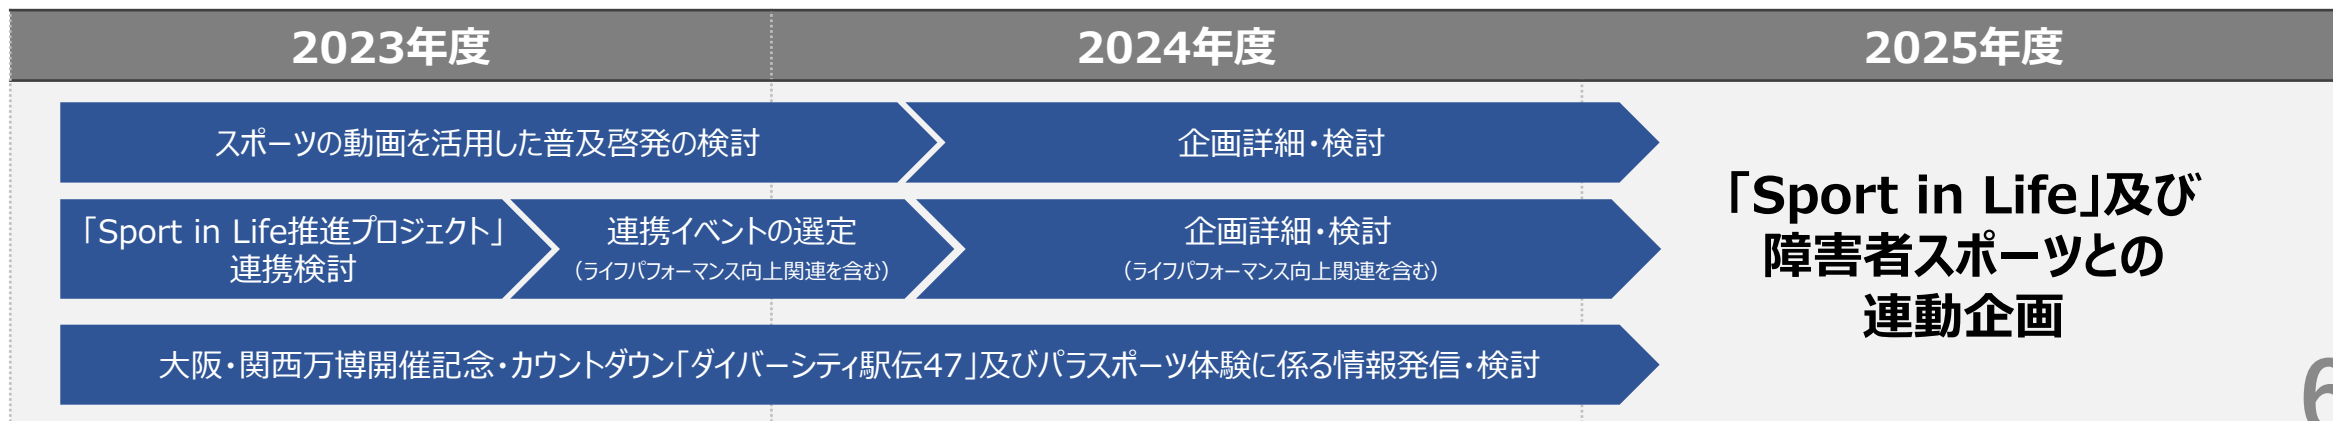 2023年度
2024年度
2025年度
スポーツの動画を活用した普及啓発の検討
企画詳細・検討
「Sport in Life推進プロジェクト」
連携検討
連携イベントの選定
（ライフパフォーマンス向上関連を含む）
企画詳細・検討
（ライフパフォーマンス向上関連を含む）
大阪・関西万博開催記念・カウントダウン「ダイバーシティ駅伝47」及びパラスポーツ体験に係る情報発信・検討
「Sport in Life」及び
障害者スポーツとの
連動企画
6